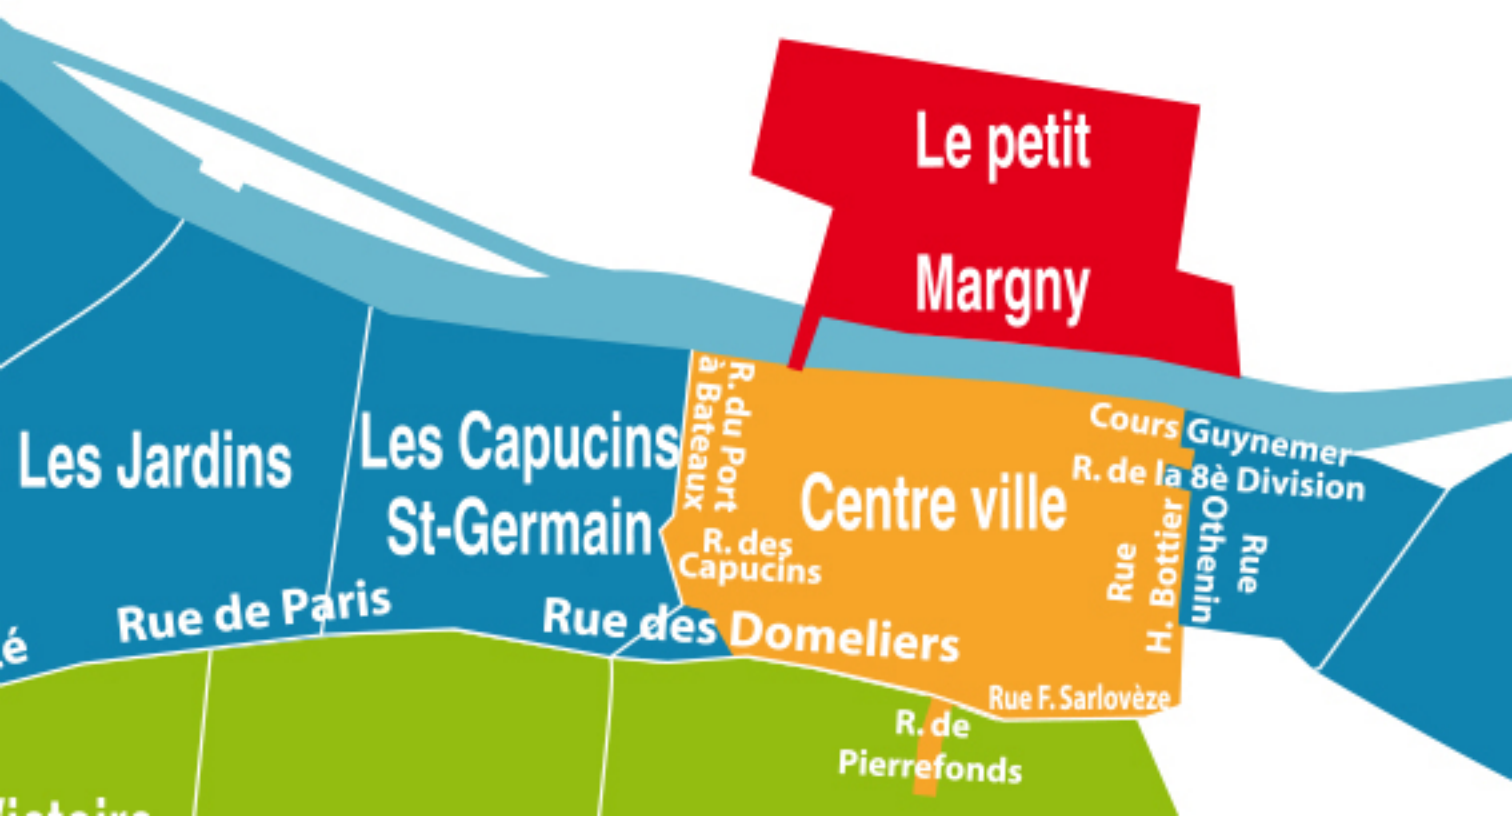 Le petit
Margny
R. du Port
à Bateaux
Cours Guynemer
R. de la 8è Division
Les Jardins
Les Capucins
St-Germain
Centre ville
R. des
Capucins
Rue
H. Bottier
Othenin
Rue
Rue de Paris
Rue des Domeliers
Rue F. Sarlovèze
R. de
Pierrefonds